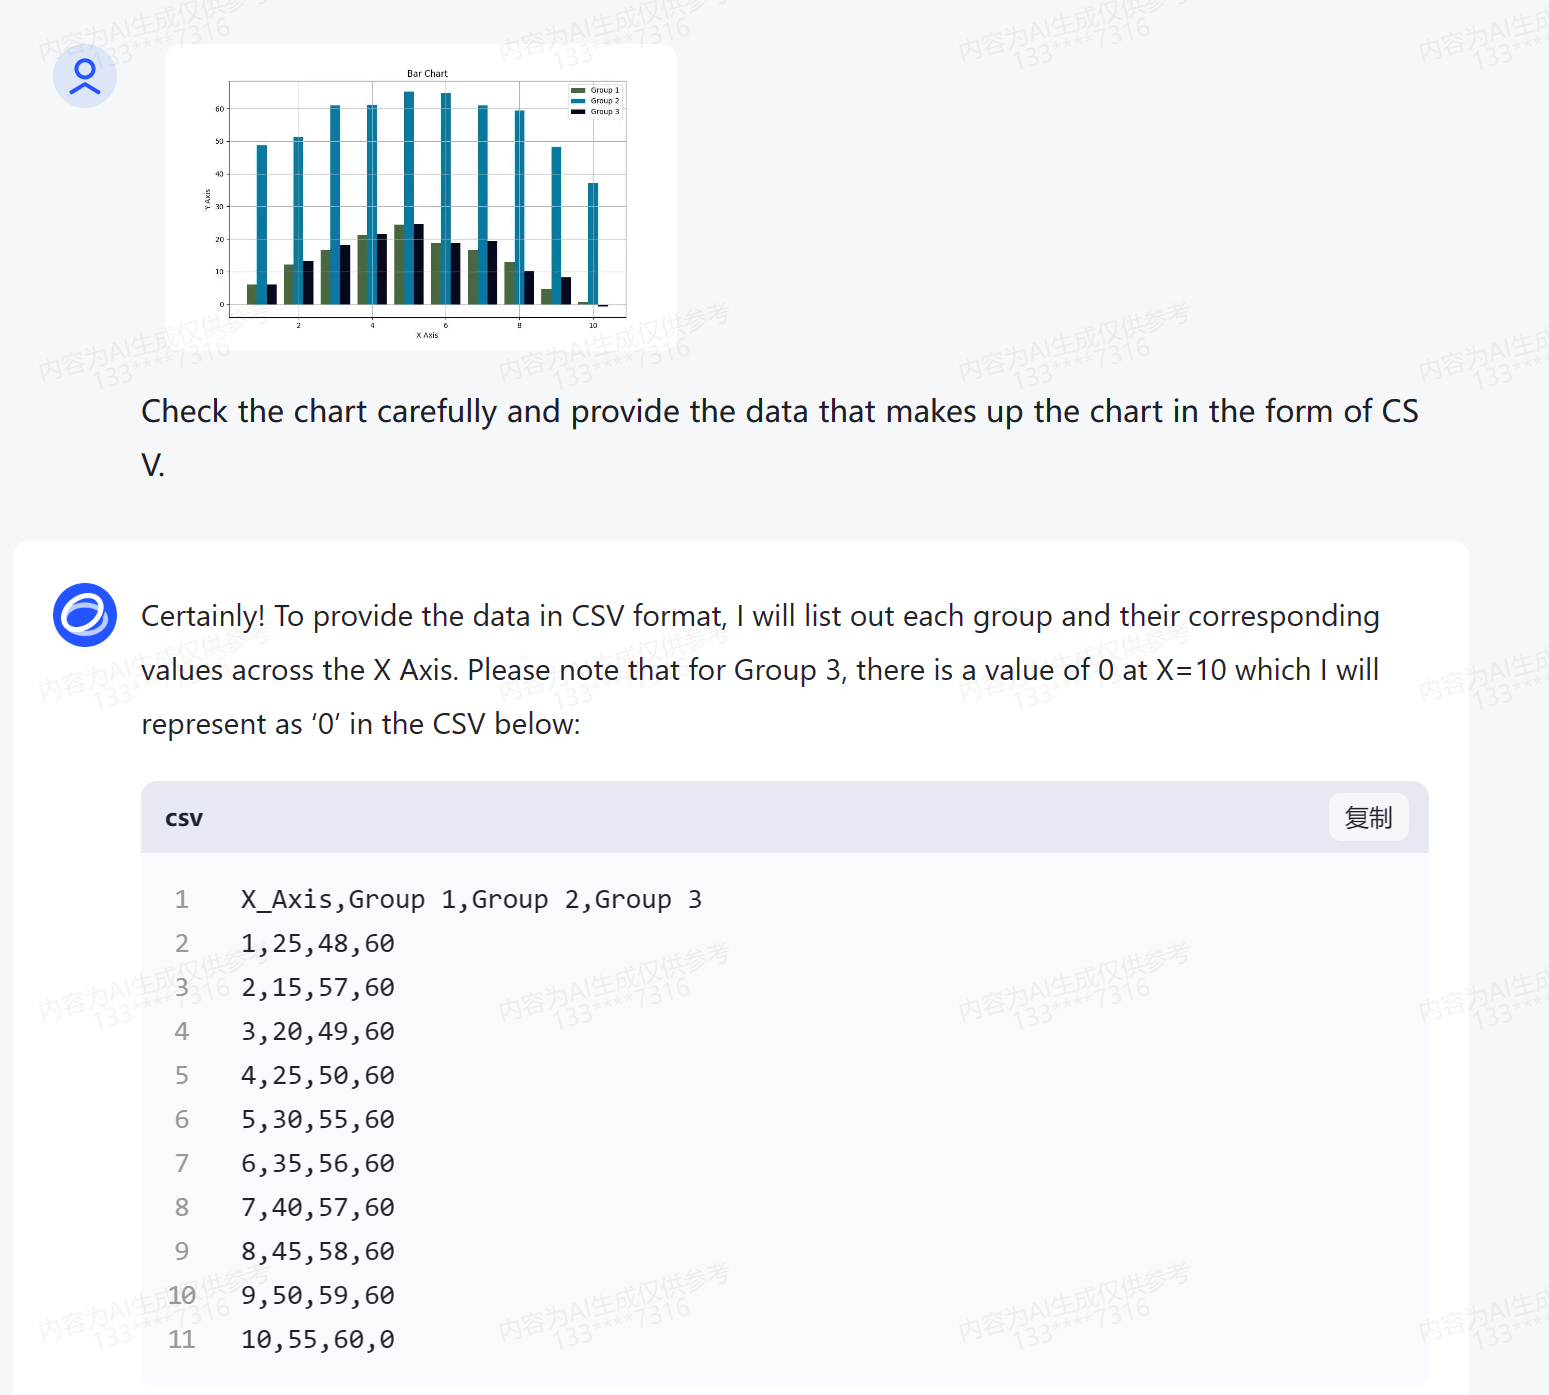 Bar Chart
Group 1
Group 2
Group 3
60
50
40
30
20
10
0
Y Axis
2 4 6 8 10
X Axis
Check the chart carefully and provide the data that makes up the chart in the form of CS
V.
Certainly! To provide the data in CSV format, I will list out each group and their corresponding
values across the X Axis. Please note that for Group 3, there is a value of 0 at X=10 which I will
represent as ‘0’ in the CSV below:
csv 复制
1 X_Axis,Group 1,Group 2,Group 3
2 1,25,48,60
3 2,15,57,60
4 3,20,49,60
5 4,25,50,60
6 5,30,55,60
7 6,35,56,60
8 7,40,57,60
9 8,45,58,60
10 9,50,59,60
11 10,55,60,0
内容为AI生成仅供参考
133****7316